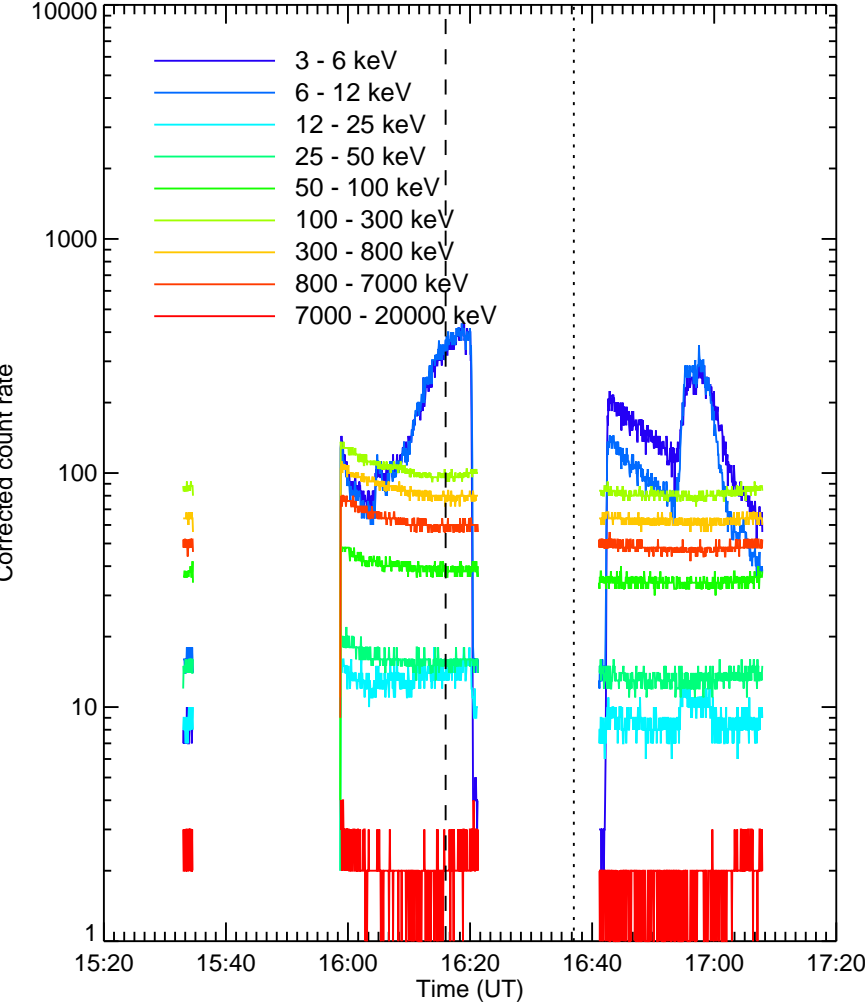 10000
1000
100
10
1
Corrected count rate
3 - 6 keV
6 - 12 keV
12 - 25 keV
25 - 50 keV
50 - 100 keV
100 - 300 keV
300 - 800 keV
800 - 7000 keV
7000 - 20000 keV
15:20 15:40 16:00 16:20 16:40 17:00 17:20
Time (UT)